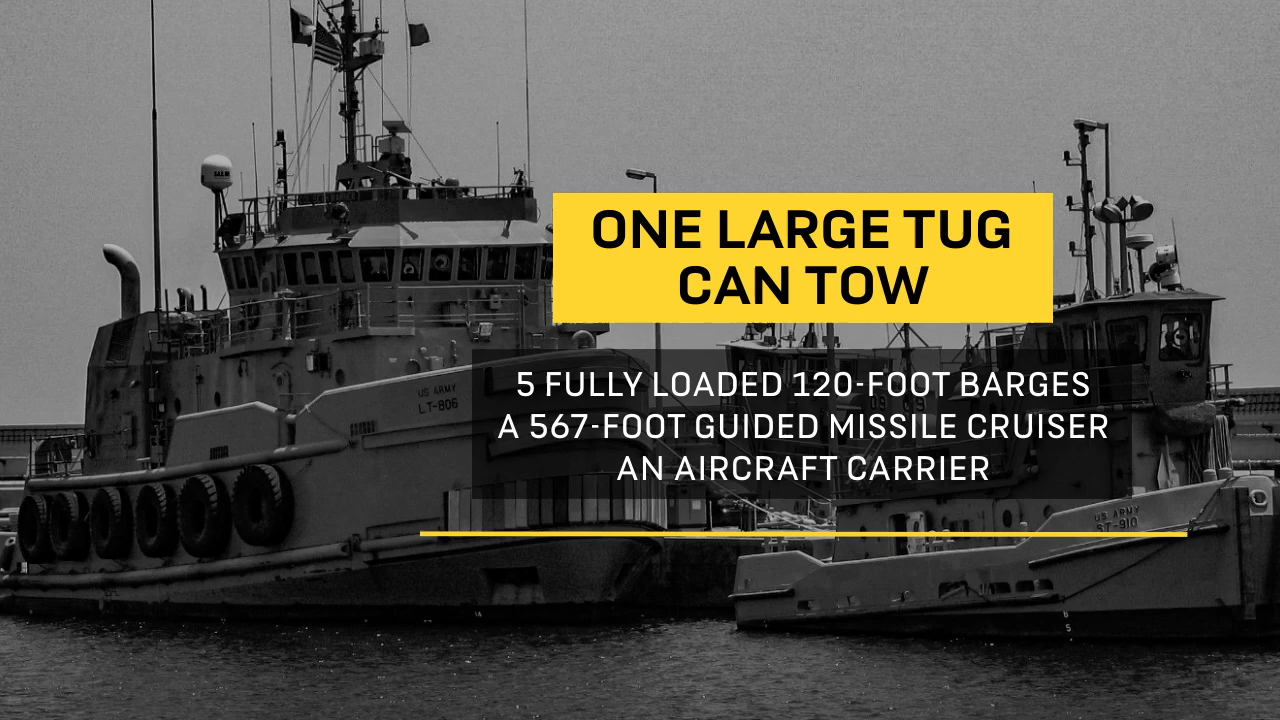 ONE LARGE TUG
CAN TOW
5 FULLY LOADED 120-FOOT BARGES
A 567-FOOT GUIDED MISSILE CRUISER
AN AIRCRAFT CARRIER
US ARMY
LT-806
US ARMY
ST-910